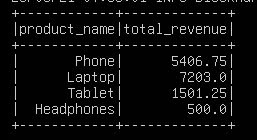 +------------+-------------+
|product_name|total_revenue|
+------------+-------------+
|       Phone|      5406.75|
|      Laptop|       7203.0|
|      Tablet|      1501.25|
|  Headphones|        500.0|
+------------+-------------+